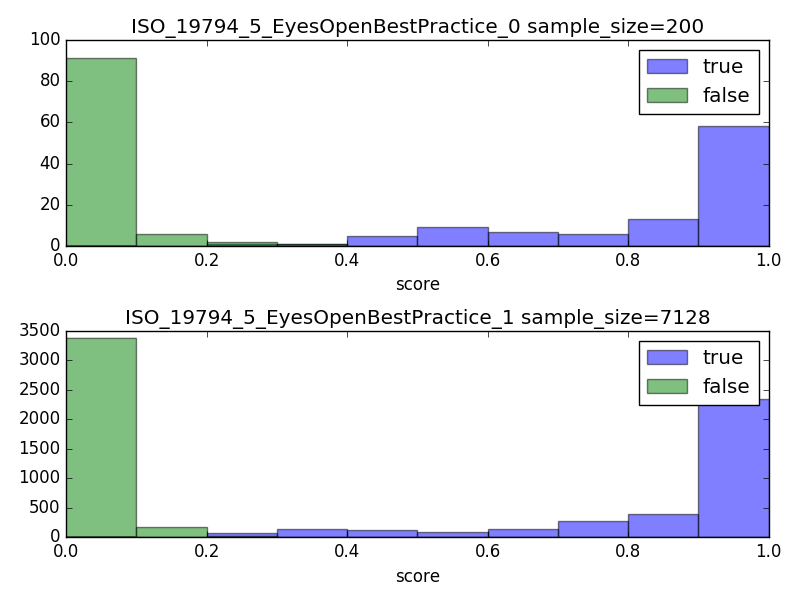 ISO_19794_5_EyesOpenBestPractice_0 sample_size=200
100
80
60
40
20
0
true
false
0.0 0.2 0.4 0.6 0.8 1.0
score
ISO_19794_5_EyesOpenBestPractice_1 sample_size=7128
3500
3000
2500
2000
1500
1000
500
0
true
false
0.0 0.2 0.4 0.6 0.8 1.0
score